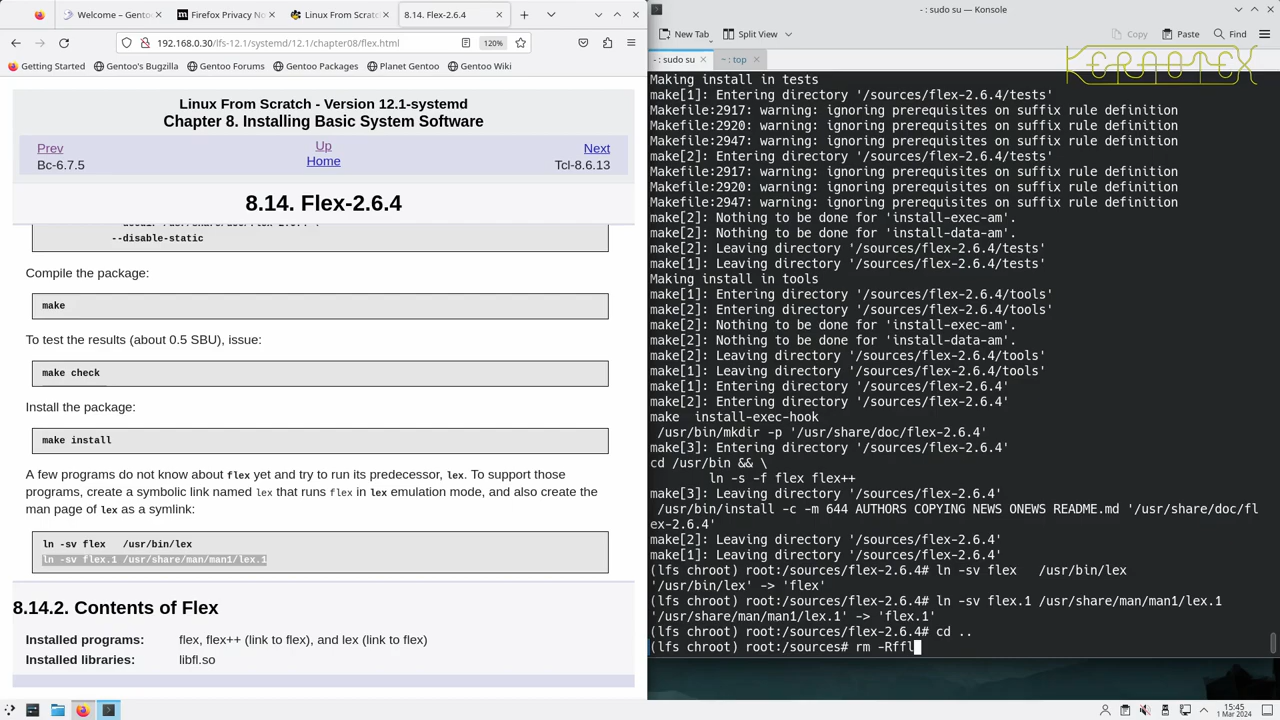 Welcome – Gentoo
Firefox Privacy No
Linux From Scratch
8.14. Flex-2.6.4
192.168.0.30/lfs-12.1/systemd/12.1/chapter08/flex.html
120%
Getting Started
Gentoo's Bugzilla
Gentoo Forums
Gentoo Packages
Planet Gentoo
Gentoo Wiki
Linux From Scratch - Version 12.1-systemd
Chapter 8. Installing Basic System Software
Prev
Up
Next
Bc-6.7.5
Home
Tcl-8.6.13
8.14. Flex-2.6.4
--disable-static
Compile the package:
make
To test the results (about 0.5 SBU), issue:
make check
Install the package:
make install
A few programs do not know about flex yet and try to run its predecessor, lex. To support those
programs, create a symbolic link named lex that runs flex in lex emulation mode, and also create the
man page of lex as a symlink:
ln -sv flex   /usr/bin/lex
ln -sv flex.1 /usr/share/man/man1/lex.1
8.14.2. Contents of Flex
Installed programs: flex, flex++ (link to flex), and lex (link to flex)
Installed libraries: libfl.so
- : sudo su — Konsole
New Tab
Split View
Copy
Paste
Find
- : sudo su
~ : top
KERNOTEX
Making install in tests
make[1]: Entering directory '/sources/flex-2.6.4/tests'
Makefile:2917: warning: ignoring prerequisites on suffix rule definition
Makefile:2920: warning: ignoring prerequisites on suffix rule definition
Makefile:2947: warning: ignoring prerequisites on suffix rule definition
make[2]: Entering directory '/sources/flex-2.6.4/tests'
Makefile:2917: warning: ignoring prerequisites on suffix rule definition
Makefile:2920: warning: ignoring prerequisites on suffix rule definition
Makefile:2947: warning: ignoring prerequisites on suffix rule definition
make[2]: Nothing to be done for 'install-exec-am'.
make[2]: Nothing to be done for 'install-data-am'.
make[2]: Leaving directory '/sources/flex-2.6.4/tests'
make[1]: Leaving directory '/sources/flex-2.6.4/tests'
Making install in tools
make[1]: Entering directory '/sources/flex-2.6.4/tools'
make[2]: Entering directory '/sources/flex-2.6.4/tools'
make[2]: Nothing to be done for 'install-exec-am'.
make[2]: Nothing to be done for 'install-data-am'.
make[2]: Leaving directory '/sources/flex-2.6.4/tools'
make[1]: Leaving directory '/sources/flex-2.6.4/tools'
make[1]: Entering directory '/sources/flex-2.6.4'
make[2]: Entering directory '/sources/flex-2.6.4'
make  install-exec-hook
/usr/bin/mkdir -p '/usr/share/doc/flex-2.6.4'
make[3]: Entering directory '/sources/flex-2.6.4'
cd /usr/bin && \
ln -s -f flex flex++
make[3]: Leaving directory '/sources/flex-2.6.4'
/usr/bin/install -c -m 644 AUTHORS COPYING NEWS ONEWS README.md '/usr/share/doc/fl
ex-2.6.4'
make[2]: Leaving directory '/sources/flex-2.6.4'
make[1]: Leaving directory '/sources/flex-2.6.4'
(lfs chroot) root:/sources/flex-2.6.4# ln -sv flex   /usr/bin/lex
'/usr/bin/lex' -> 'flex'
(lfs chroot) root:/sources/flex-2.6.4# ln -sv flex.1 /usr/share/man/man1/lex.1
'/usr/share/man/man1/lex.1' -> 'flex.1'
(lfs chroot) root:/sources/flex-2.6.4# cd ..
(lfs chroot) root:/sources# rm -Rffl
15:45
1 Mar 2024